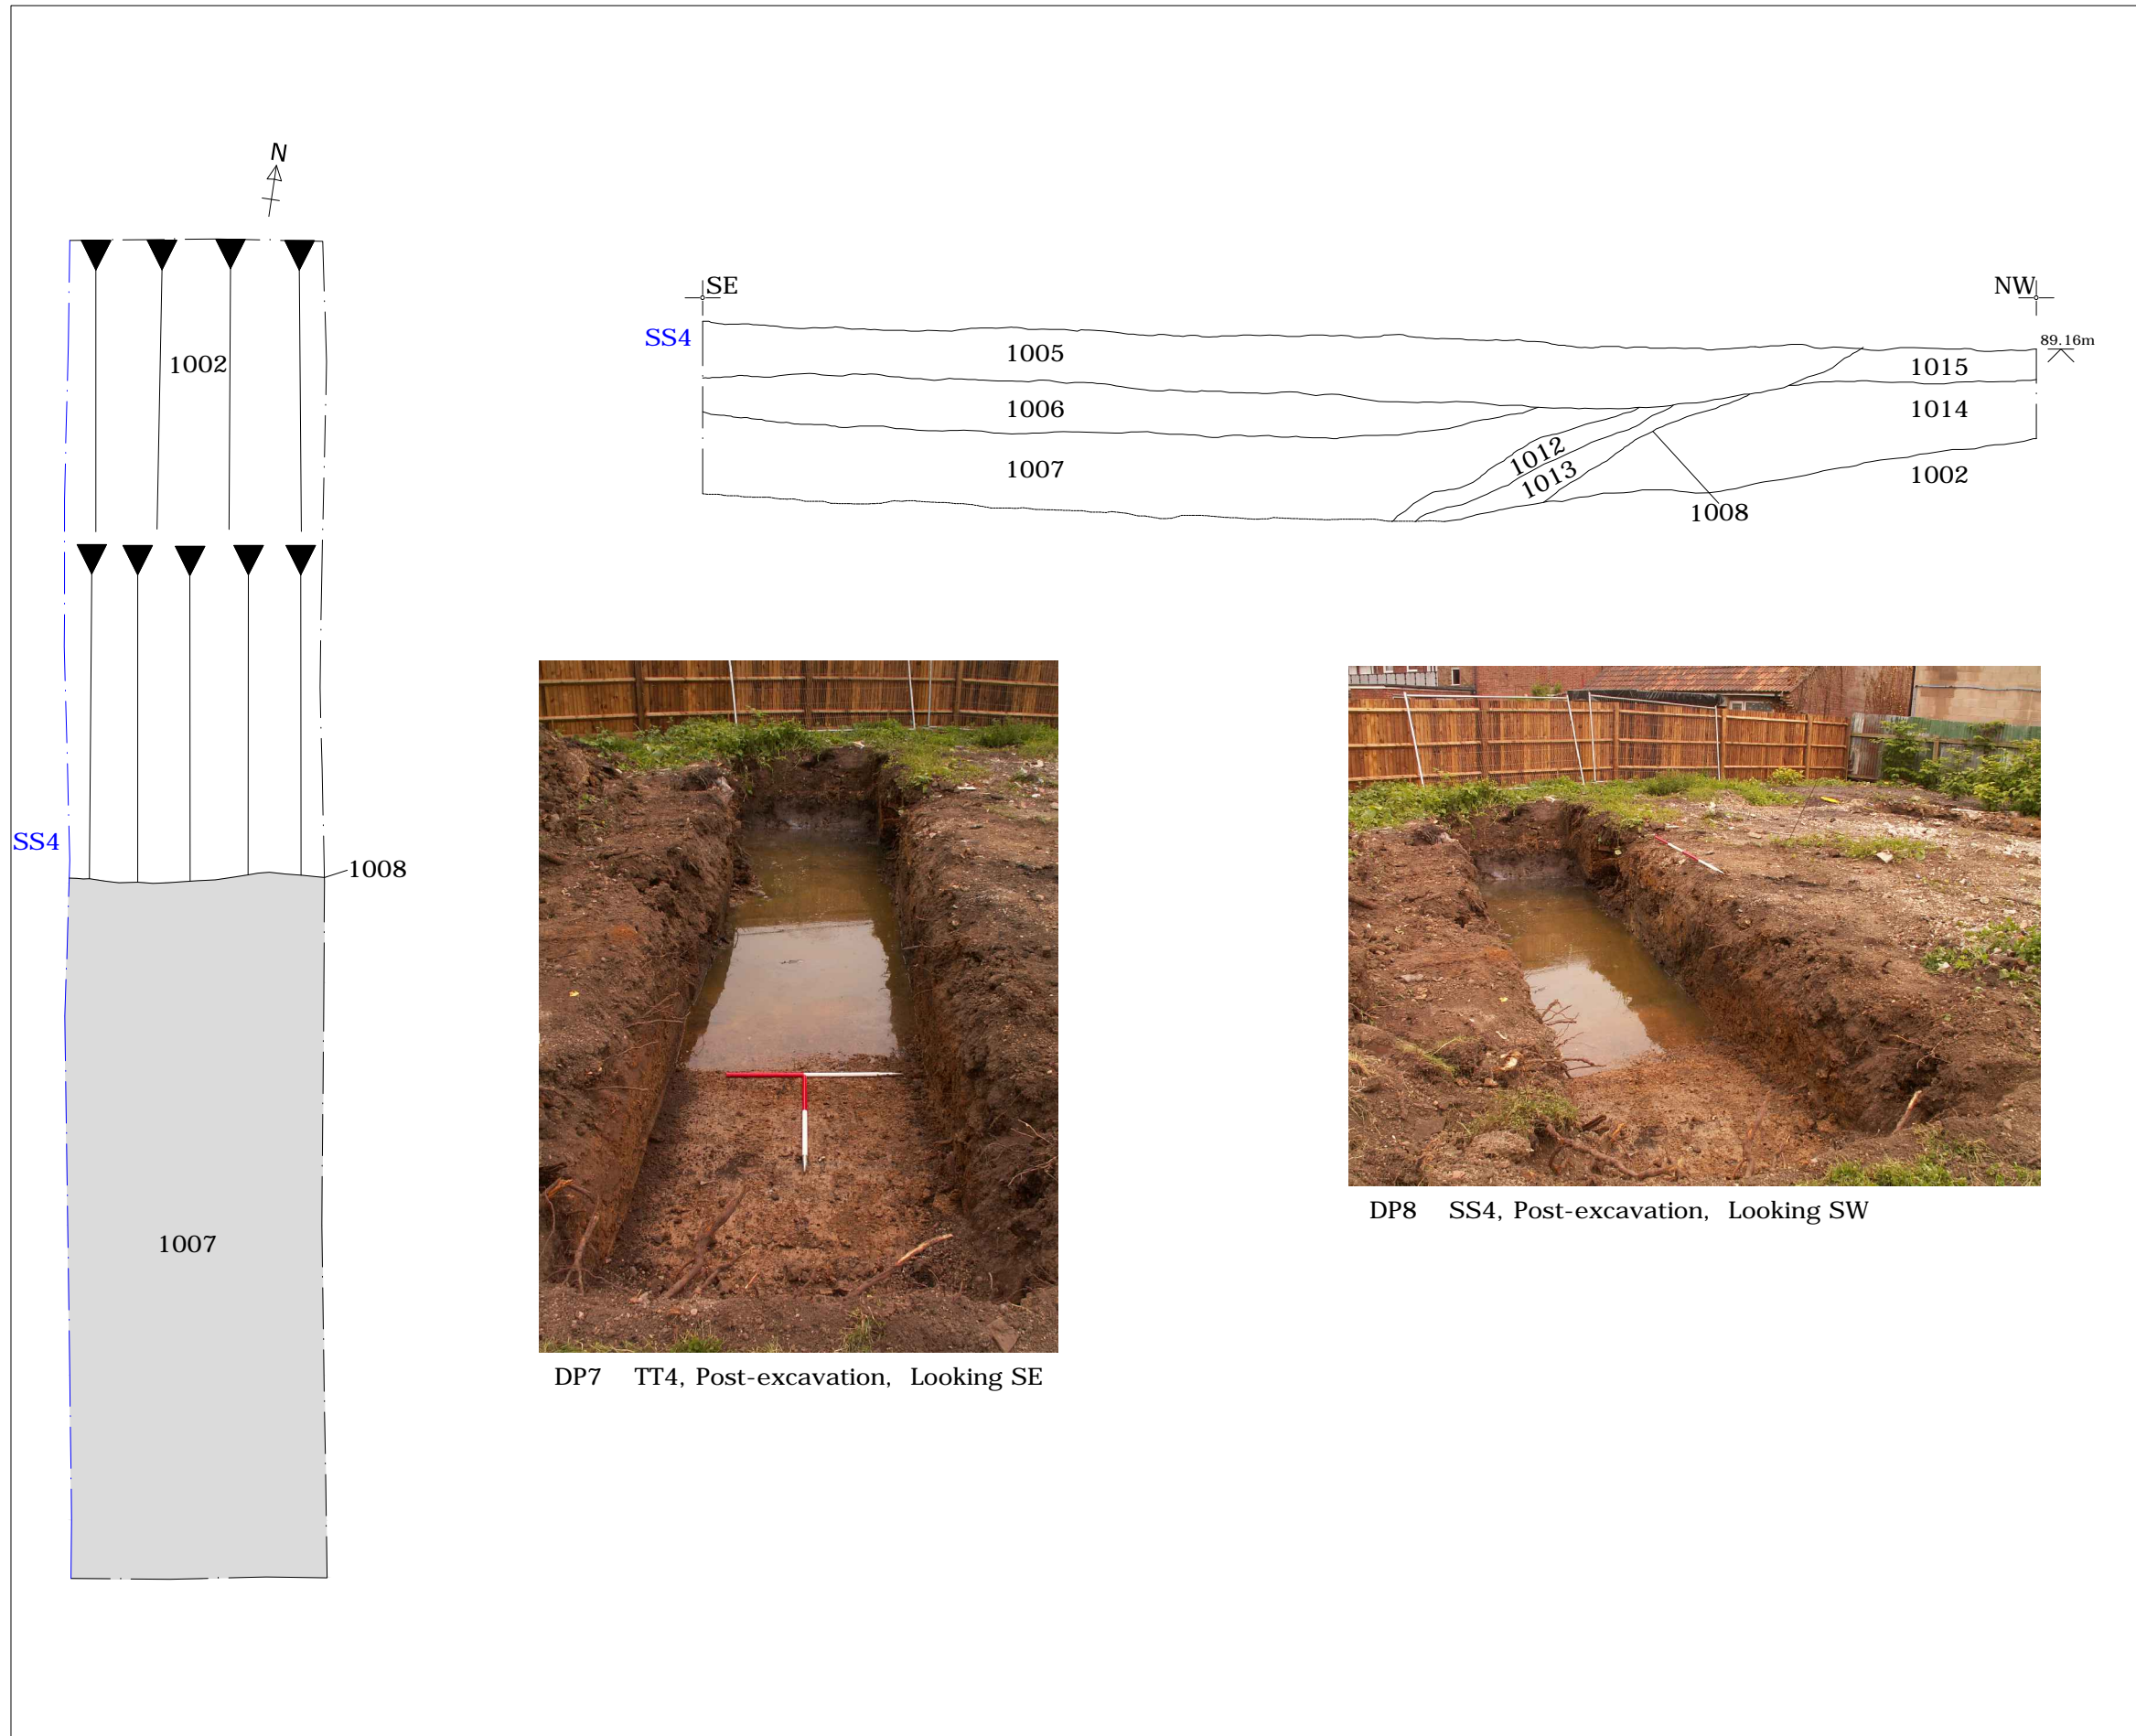 N
1002
SS4
1008
1007
SE
NW
SS4
89.16m
1005
1015
1006
1014
1012
1007
1013
1002
1008
DP7 TT4, Post-excavation, Looking SE
DP8 SS4, Post-excavation, Looking SW